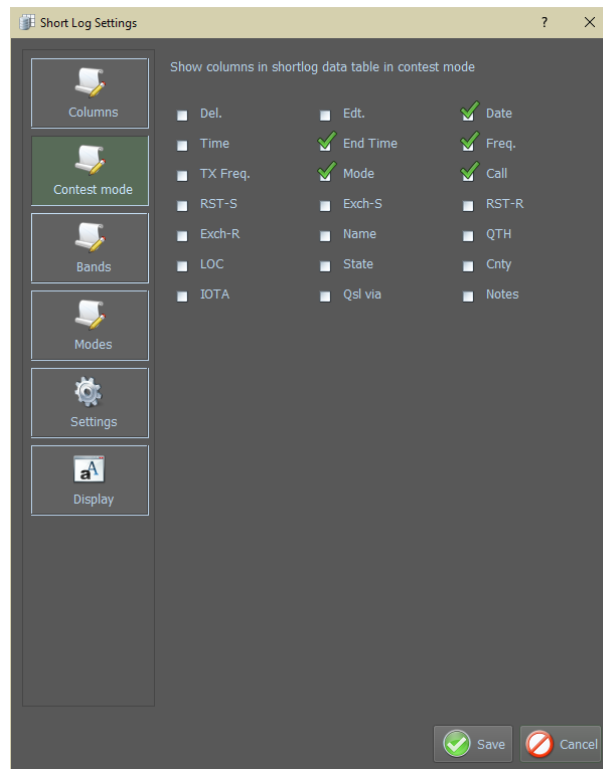 Short Log Settings ?
Show columns in shortlog data table in contest mode
Columns
Contest mode
Bands
Modes
Settings
aA
Display
Del. Edt. Date
Time End Time Freq.
TX Freq. Mode Call
RST-S Exch-S RST-R
Exch-R Name QTH
LOC State Cnty
IOTA Qsl via Notes
Save Cancel